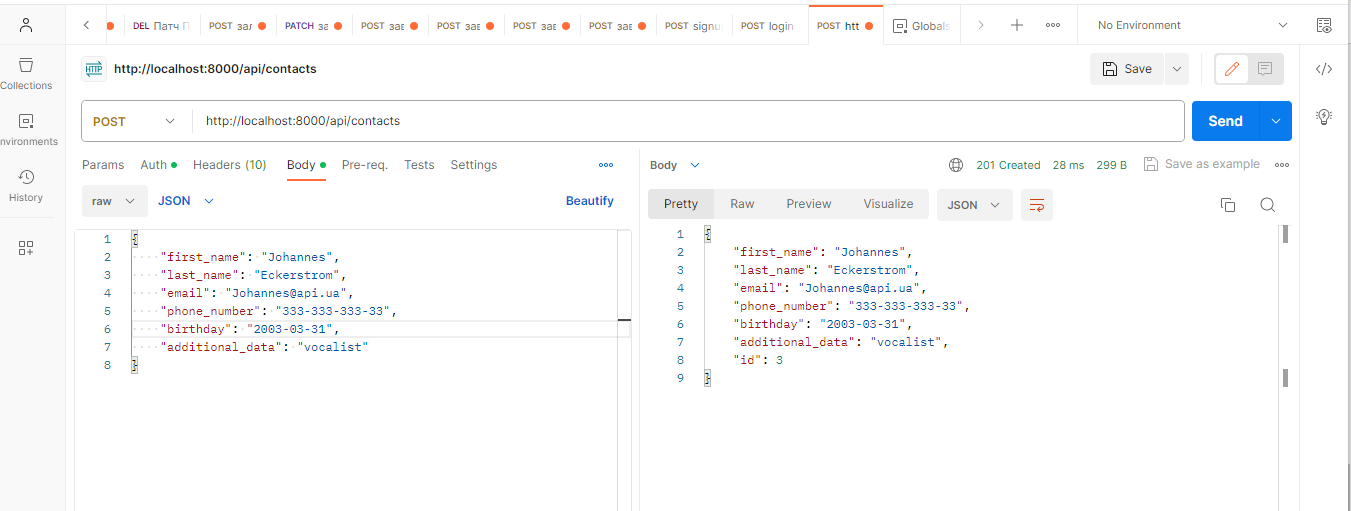 DEL Патч П
POST зал
PATCH за
POST зав
POST зав
POST зав
POST зав
POST signu
POST login
POST htt
Globals
No Environment
HTTP http://localhost:8000/api/contacts
Save
POST http://localhost:8000/api/contacts
Send
Collections
nvironments
History
Params Auth Headers (10) Body Pre-req. Tests Settings
raw JSON Beautify
1 {
2 "first_name": "Johannes",
3 "last_name": "Eckerstrom",
4 "email": "Johannes@api.ua",
5 "phone_number": "333-333-333-33",
6 "birthday": "2003-03-31",
7 "additional_data": "vocalist"
8 }
Body 201 Created 28 ms 299 B Save as example
Pretty Raw Preview Visualize JSON
1 {
2 "first_name": "Johannes",
3 "last_name": "Eckerstrom",
4 "email": "Johannes@api.ua",
5 "phone_number": "333-333-333-33",
6 "birthday": "2003-03-31",
7 "additional_data": "vocalist",
8 "id": 3
9 }